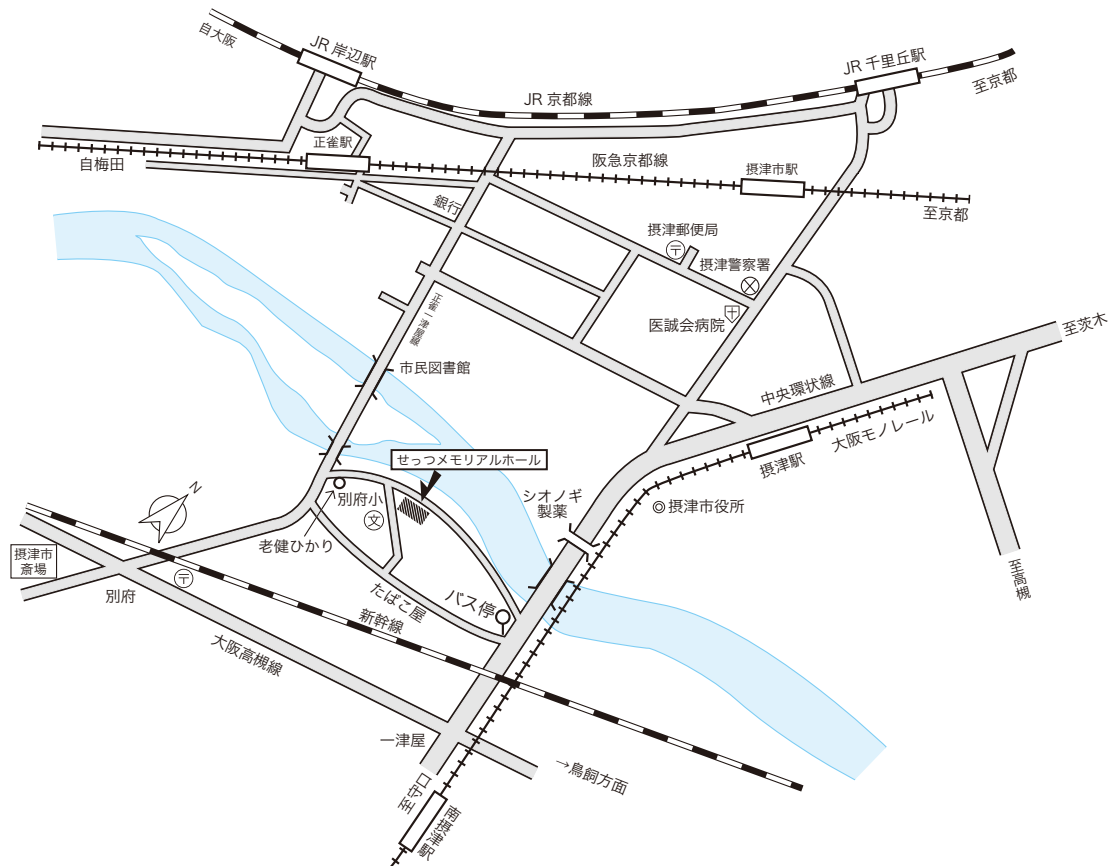 自大阪
JR 岸辺駅
JR 京都線
JR 千里丘駅
至京都
自梅田
正雀駅
阪急京都線
摂津市駅
至京都
銀行
摂津郵便局
〒
摂津警察署
医誠会病院
正雀一津屋線
市民図書館
中央環状線
至茨木
大阪モノレール
摂津駅
せっつメモリアルホール
シオノギ
製薬
摂津市役所
N
別府小
文
老健ひかり
摂津市
斎場
〒
別府
たばこ屋
バス停
新幹線
大阪高槻線
至高槻
一津屋
→鳥飼方面
至守口
南摂津駅